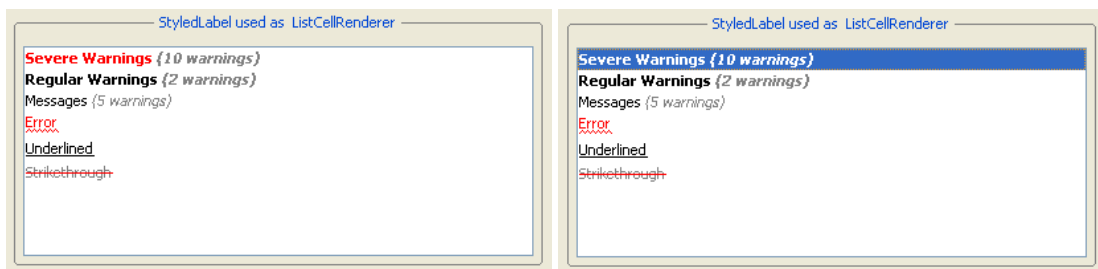 StyledLabel used as ListCellRenderer
Severe Warnings {10 warnings}
Regular Warnings {2 warnings}
Messages {5 warnings}
Error
Underlined
Strikethrough
StyledLabel used as ListCellRenderer
Severe Warnings {10 warnings}
Regular Warnings {2 warnings}
Messages {5 warnings}
Error
Underlined
Strikethrough